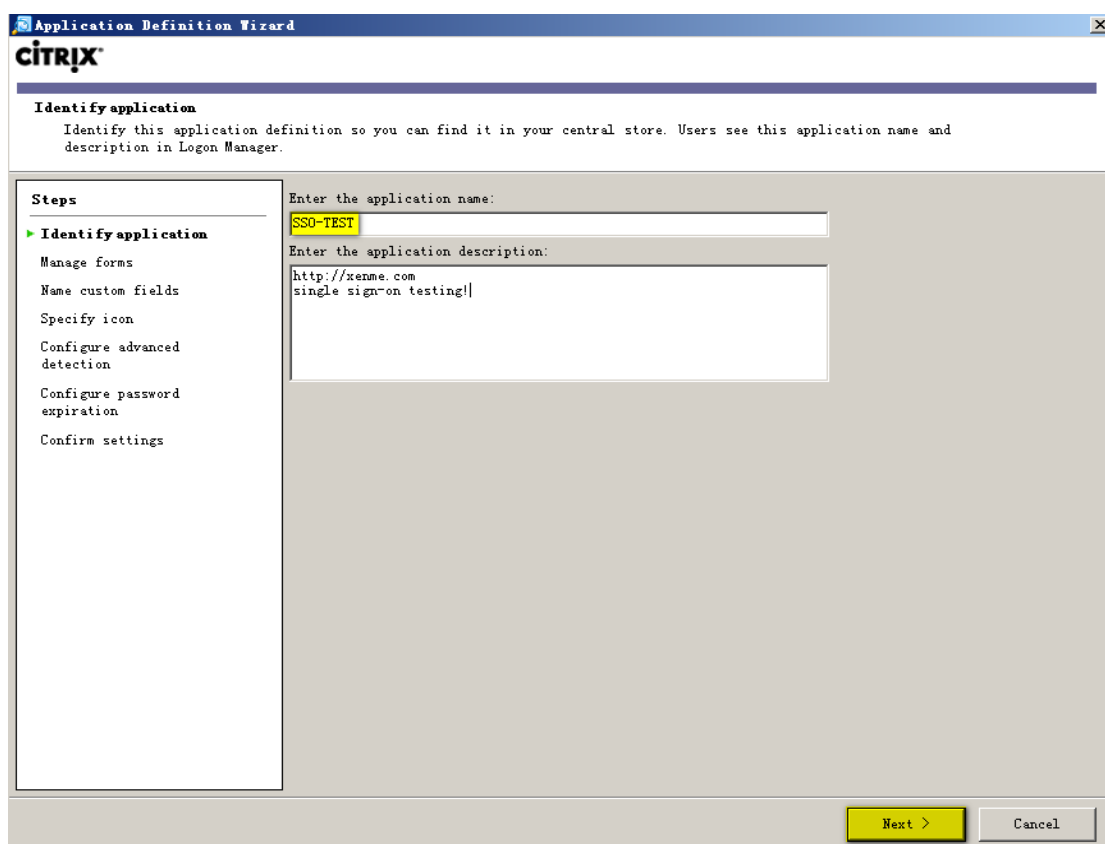 Application Definition Wizard
CITRIX
Identify application
Identify this application definition so you can find it in your central store. Users see this application name and
description in Logon Manager.
Steps
Identify application
Manage forms
Name custom fields
Specify icon
Configure advanced
detection
Configure password
expiration
Confirm settings
Enter the application name:
SSO-TEST
Enter the application description:
http://xenme.com
single sign-on testing!
Next >
Cancel